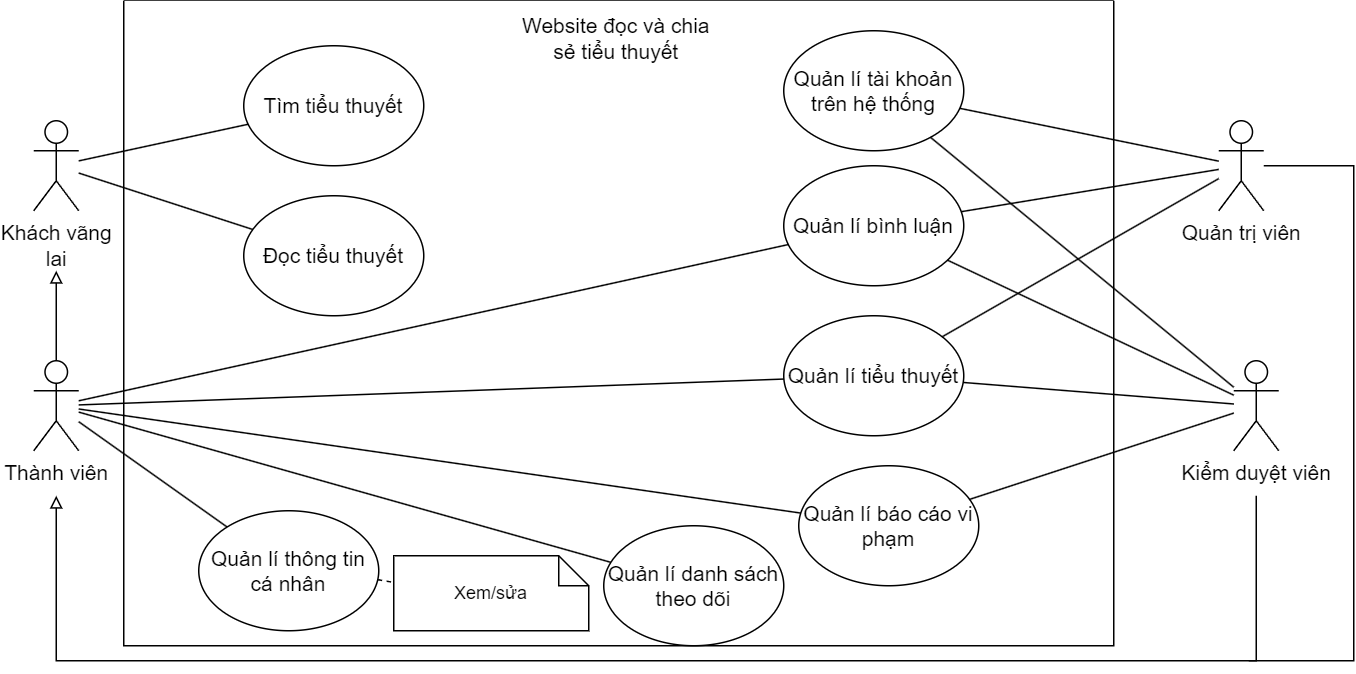 Website đọc và chia
sẻ tiểu thuyết
Tìm tiểu thuyết
Quản lí tài khoản
trên hệ thống
Khách vãng
lai
Đọc tiểu thuyết
Quản lí bình luận
Quản trị viên
Quản lí tiểu thuyết
Thành viên
Kiểm duyệt viên
Quản lí báo cáo vi
phạm
Quản lí thông tin
cá nhân
Xem/sửa
Quản lí danh sách
theo dõi